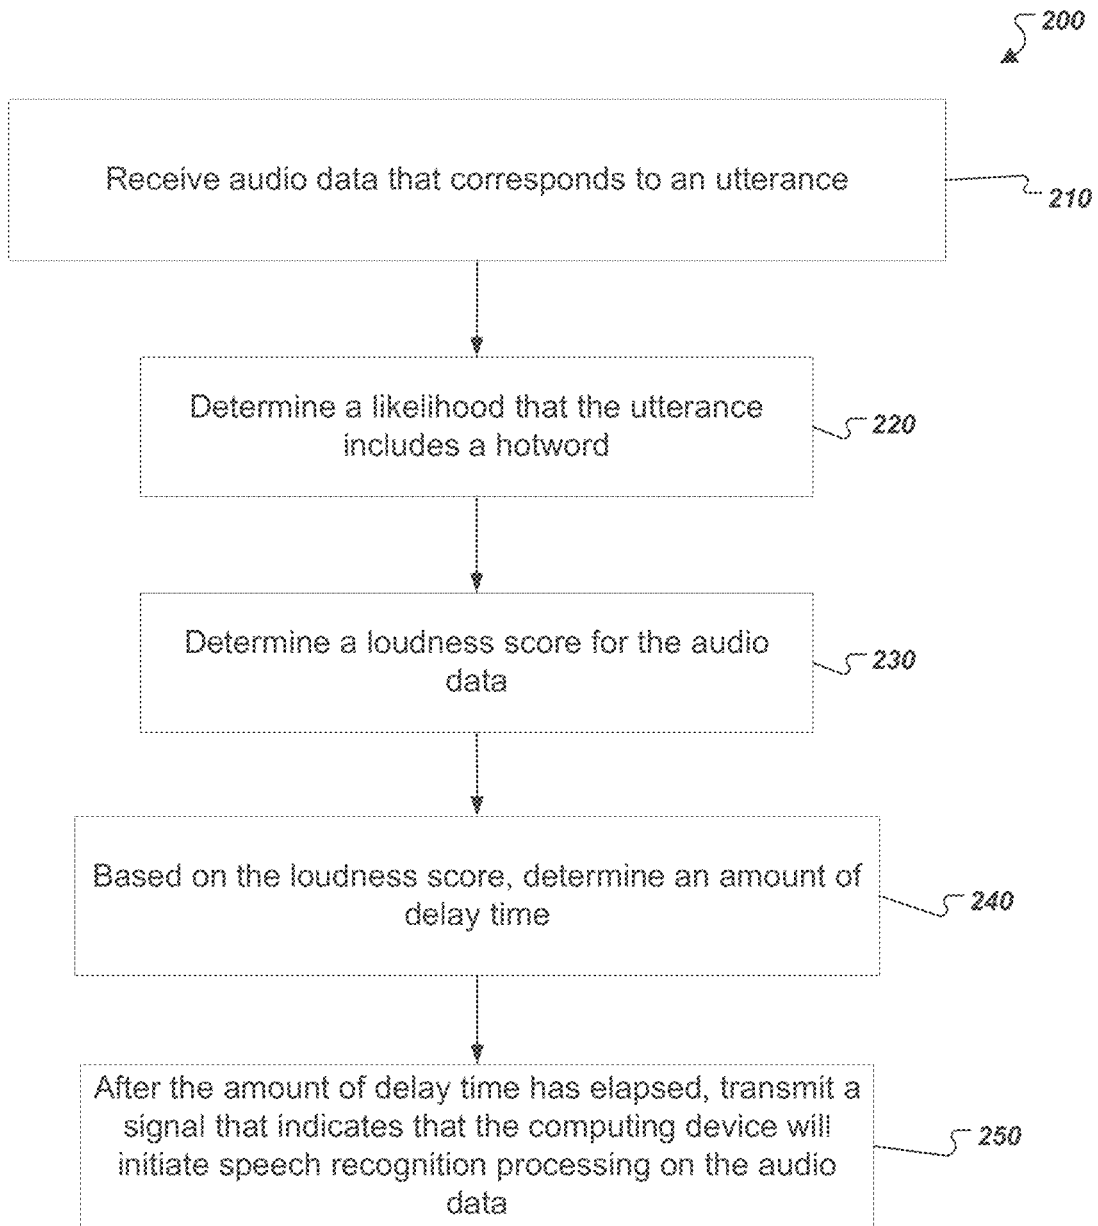 200
Receive audio data that corresponds to an utterance
210
Determine a likelihood that the utterance
includes a hotword
220
Determine a loudness score for the audio
data
230
Based on the loudness score, determine an amount of
delay time
240
After the amount of delay time has elapsed, transmit a
signal that indicates that the computing device will
initiate speech recognition processing on the audio
data
250